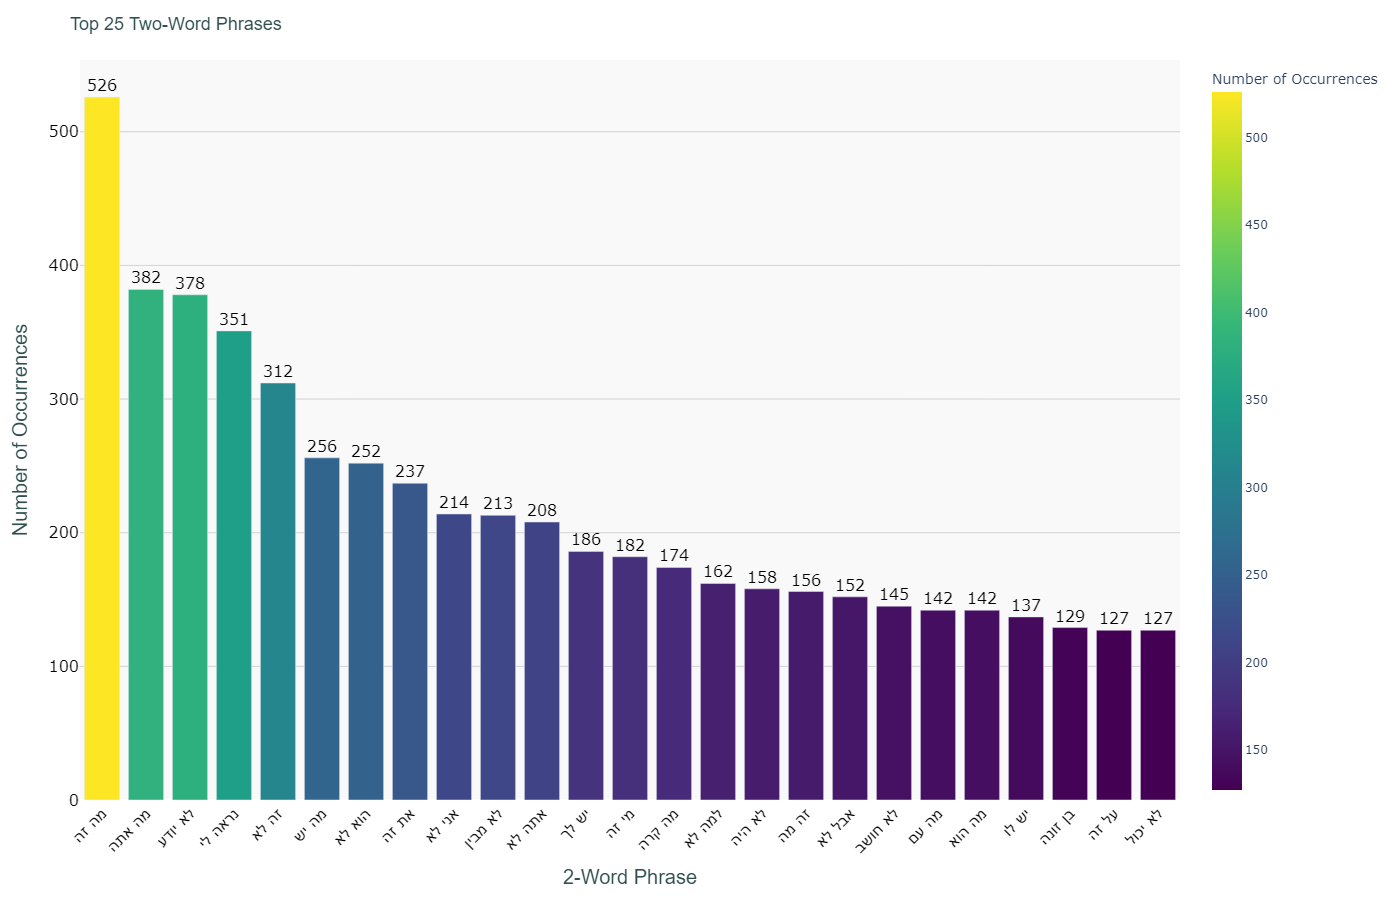 Top 25 Two-Word Phrases
Number of Occurrences
500
400
300
200
100
0
526
382
378
351
312
256
252
237
214
213
208
186
182
174
162
158
156
152
145
142
142
137
129
127
127
מה זה
מה אתה
לא יודע
נראה לי
זה לא
מה יש
הוא לא
את זה
אני לא
לא מבין
אתה לא
יש לך
מי זה
מה קרה
למה לא
לא היה
זה מה
אבל לא
לא חושב
מה עם
מה הוא
יש לו
בן זונה
על זה
לא יכול
2-Word Phrase
Number of Occurrences
500
450
400
350
300
250
200
150